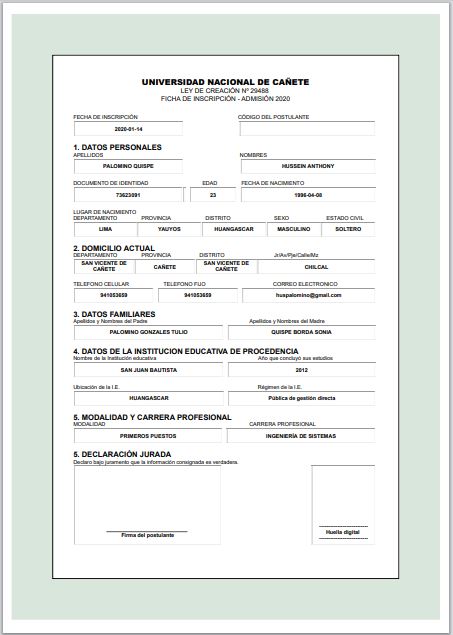 UNIVERSIDAD NACIONAL DE CAÑETE
LEY DE CREACIÓN Nº 29488
FICHA DE INSCRIPCIÓN - ADMISIÓN 2020
FECHA DE INSCRIPCIÓN CÓDIGO DEL POSTULANTE
2020-01-14
1. DATOS PERSONALES
APELLIDOS NOMBRES
PALOMINO QUISPE HUSSEIN ANTHONY
DOCUMENTO DE IDENTIDAD EDAD FECHA DE NACIMIENTO
73623091 23 1996-04-08
LUGAR DE NACIMIENTO
DEPARTAMENTO PROVINCIA DISTRITO SEXO ESTADO CIVIL
LIMA YAUYOS HUANGASCAR MASCULINO SOLTERO
2. DOMICILIO ACTUAL
DEPARTAMENTO PROVINCIA DISTRITO Jr/Av/Psj/Calle/Mz
SAN VICENTE DE CAÑETE CAÑETE SAN VICENTE DE CAÑETE CHILCAL
TELEFONO CELULAR TELEFONO FIJO CORREO ELECTRONICO
941053659 941053659 huapalomino@gmail.com
3. DATOS FAMILIARES
Apellidos y Nombres del Padre Apellidos y Nombres del Madre
PALOMINO GONZALES TULIO QUISPE BORDA SONIA
4. DATOS DE LA INSTITUCION EDUCATIVA DE PROCEDENCIA
Nombre de la Institución educativa Año que concluyó sus estudios
SAN JUAN BAUTISTA 2012
Ubicación de la I.E. Régimen de la I.E.
HUANGASCAR Pública de gestión directa
5. MODALIDAD Y CARRERA PROFESIONAL
MODALIDAD CARRERA PROFESIONAL
PRIMEROS PUESTOS INGENIERÍA DE SISTEMAS
5. DECLARACIÓN JURADA
Declaro bajo juramento que la información consignada es verdadera.
Firma del postulante Huella digital